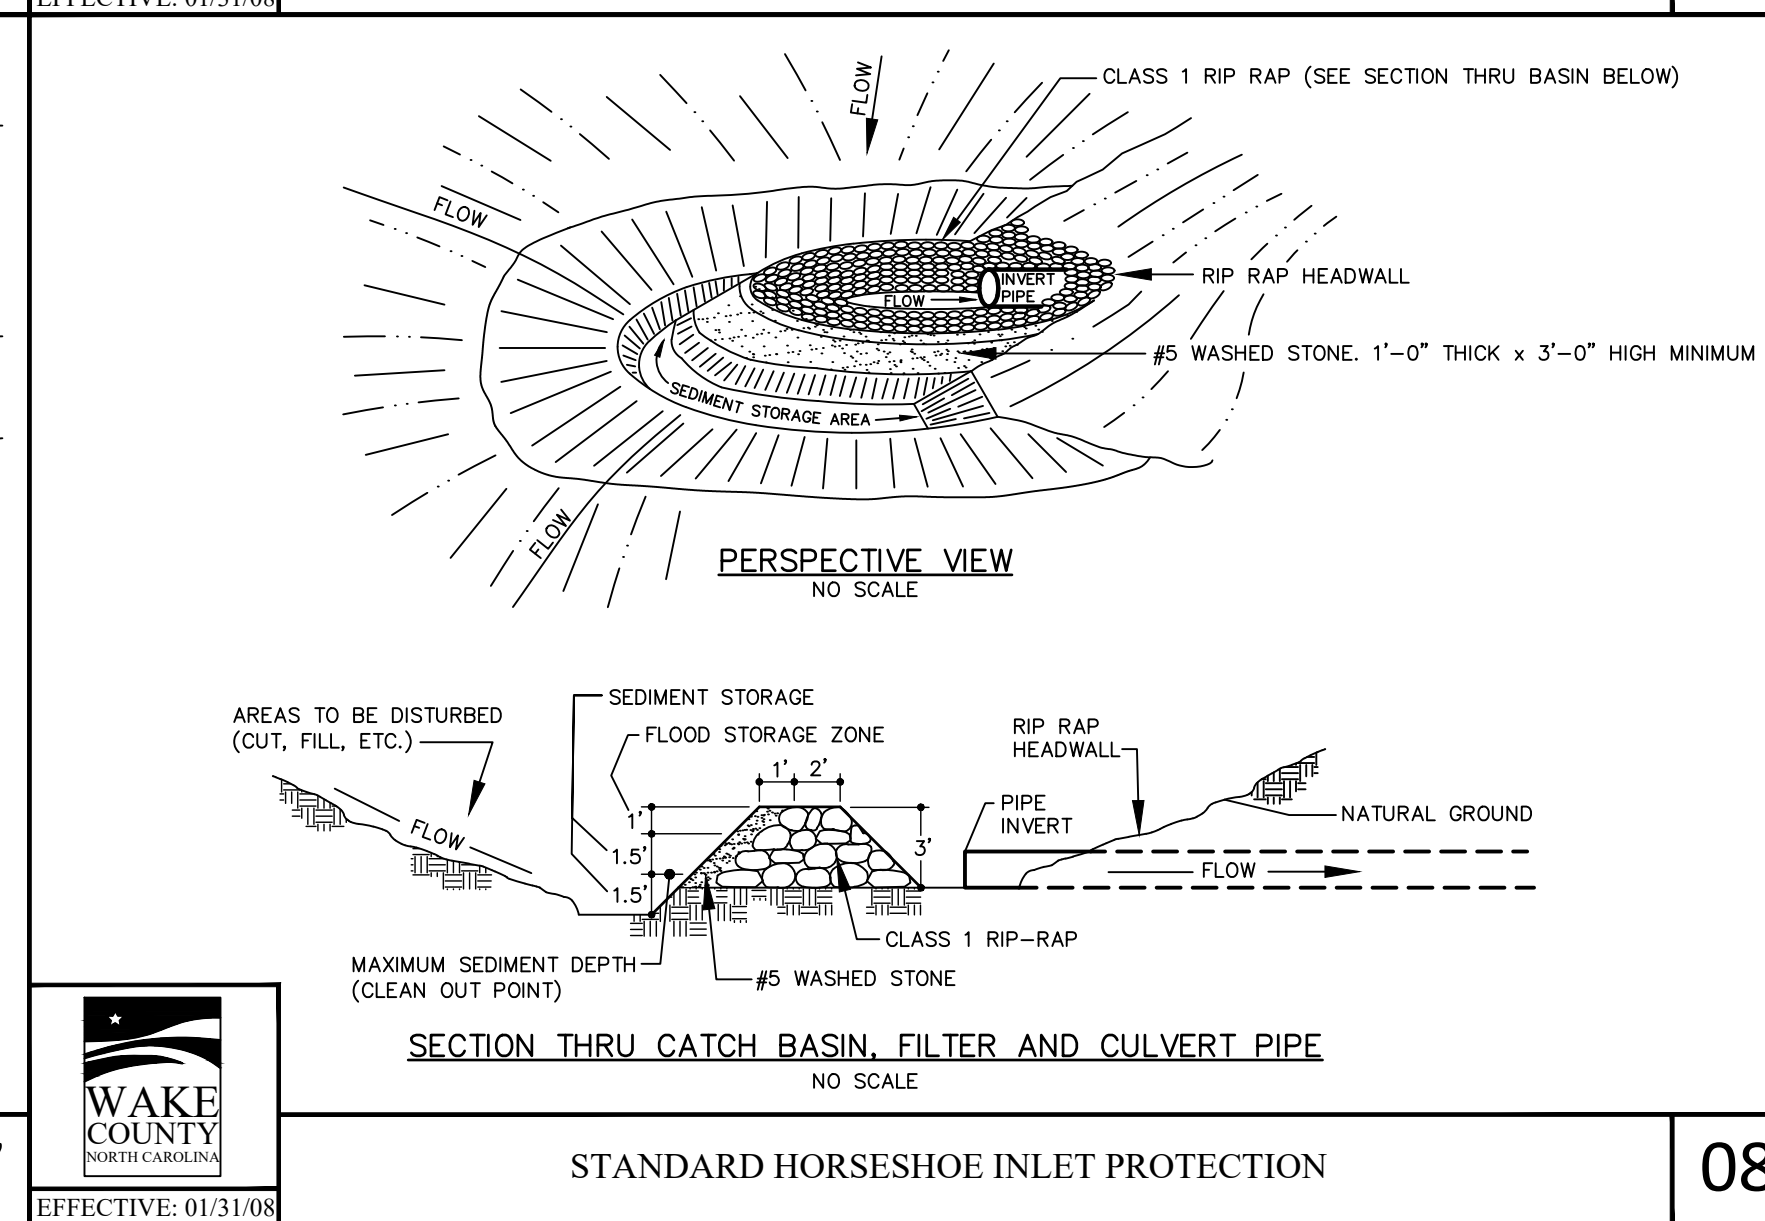 EFFECTIVE: 01/31/08
FLOW
CLASS 1 RIP RAP (SEE SECTION THRU BASIN BELOW)
FLOW
RIP RAP HEADWALL
INVERT
PIPE
FLOW
#5 WASHED STONE. 1'-0" THICK x 3'-0" HIGH MINIMUM
SEDIMENT STORAGE AREA
FLOW
PERSPECTIVE VIEW
NO SCALE
SEDIMENT STORAGE
AREAS TO BE DISTURBED
(CUT, FILL, ETC.)
FLOOD STORAGE ZONE
RIP RAP
HEADWALL
1' 2'
PIPE
INVERT
NATURAL GROUND
FLOW
1'
1.5'
1.5'
3'
FLOW
CLASS 1 RIP-RAP
MAXIMUM SEDIMENT DEPTH
(CLEAN OUT POINT)
#5 WASHED STONE
SECTION THRU CATCH BASIN, FILTER AND CULVERT PIPE
NO SCALE
WAKE
COUNTY
NORTH CAROLINA
STANDARD HORSESHOE INLET PROTECTION
08
EFFECTIVE: 01/31/08